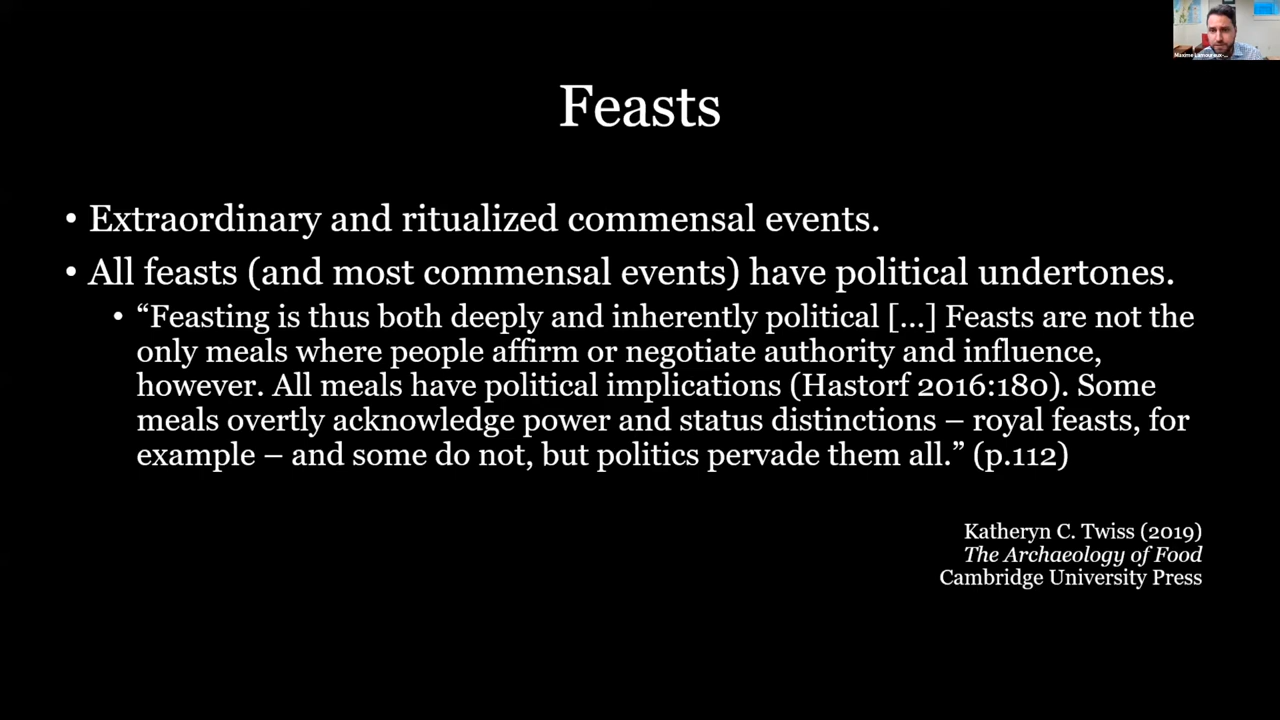 Feasts
• Extraordinary and ritualized commensal events.
• All feasts (and most commensal events) have political undertones.
• “Feasting is thus both deeply and inherently political [...] Feasts are not the
only meals where people affirm or negotiate authority and influence,
however. All meals have political implications (Hastorf 2016:180). Some
meals overtly acknowledge power and status distinctions – royal feasts, for
example – and some do not, but politics pervade them all.” (p.112)
Katheryn C. Twiss (2019)
The Archaeology of Food
Cambridge University Press